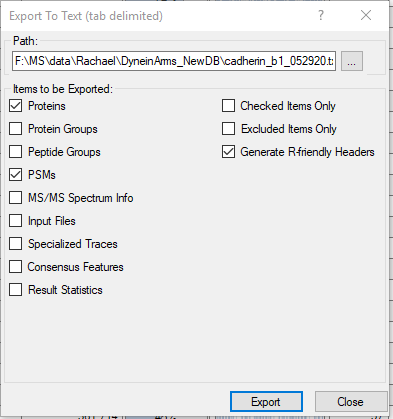 Export To Text (tab delimited)
? ×
Path:
F:\MS\data\Rachael\DyneinArms_NewDB\cadherin_b1_052920.t
...
Items to be Exported:
Proteins
Checked Items Only
Protein Groups
Excluded Items Only
Peptide Groups
Generate R-friendly Headers
PSMs
MS/MS Spectrum Info
Input Files
Specialized Traces
Consensus Features
Result Statistics
Export
Close